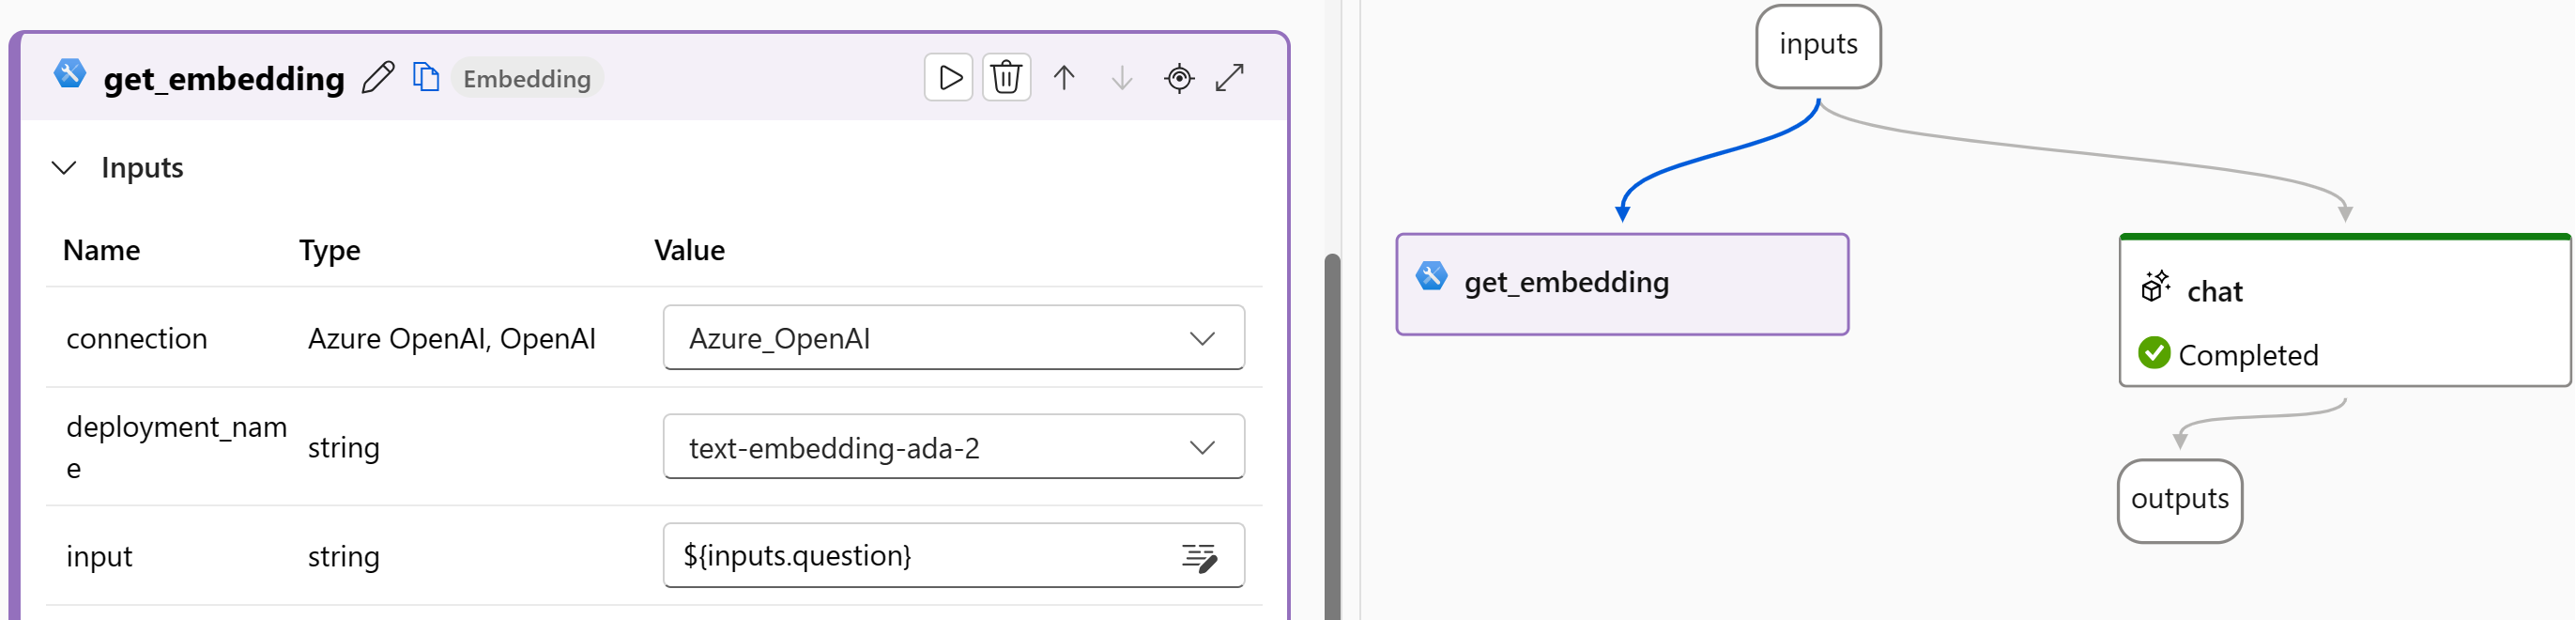 get_embedding Embedding
Inputs
Name Type Value
connection Azure OpenAI, OpenAI Azure_OpenAI
deployment_nam
e string text-embedding-ada-2
input string ${inputs.question}
inputs
get_embedding
chat
Completed
outputs